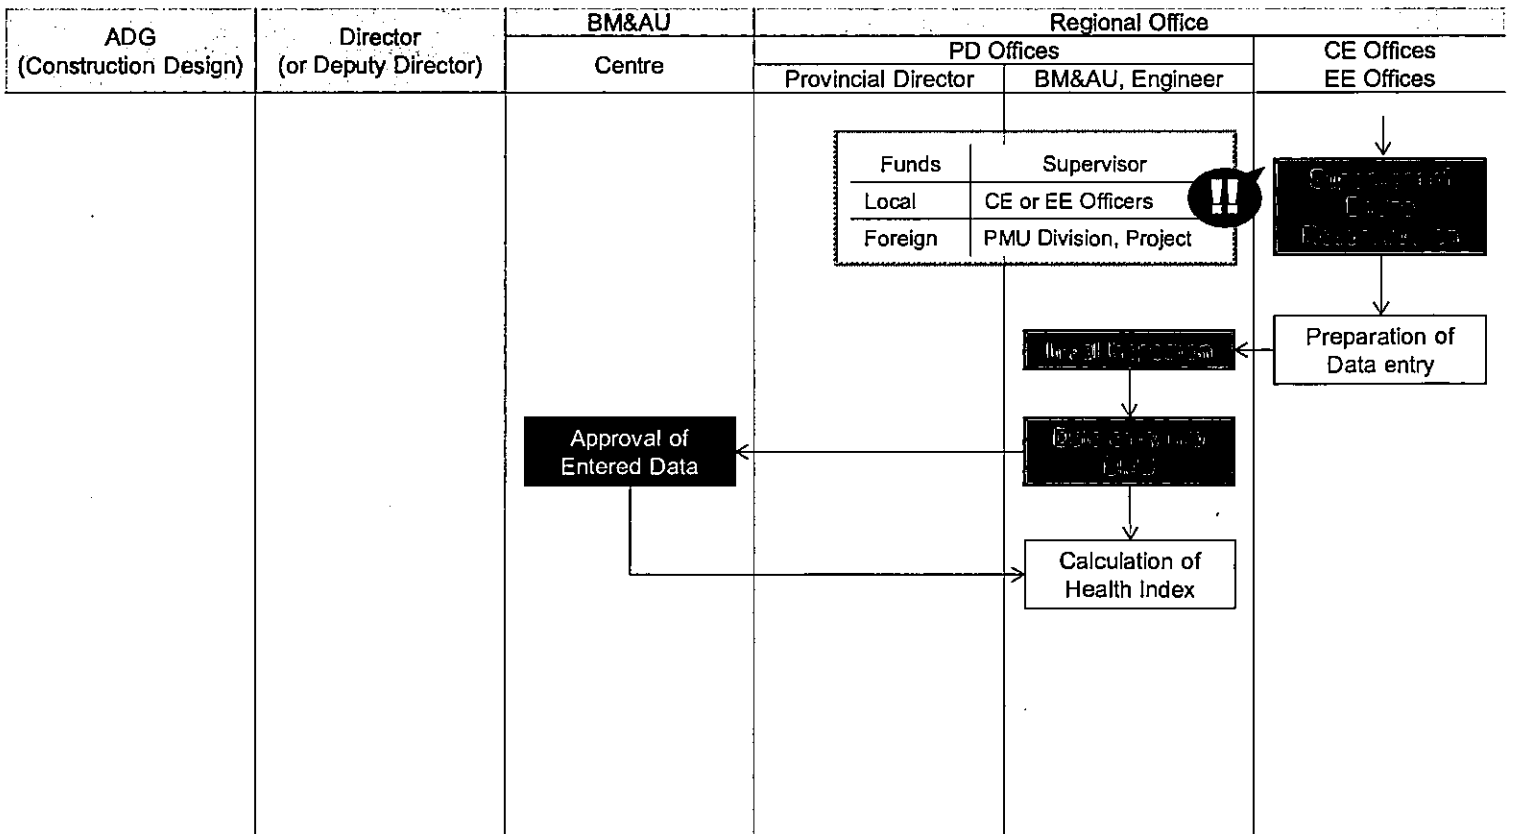 ADG
(Construction Design)
Director
(or Deputy Director)
BM&AU
Centre
Regional Office
PD Offices
Provincial Director
BM&AU, Engineer
CE Offices
EE Offices
Funds Supervisor
Local CE or EE Officers
Foreign PMU Division, Project
!!
Preparation of
Data entry
Inspection
Approval of
Entered Data
Calculation of
Health Index